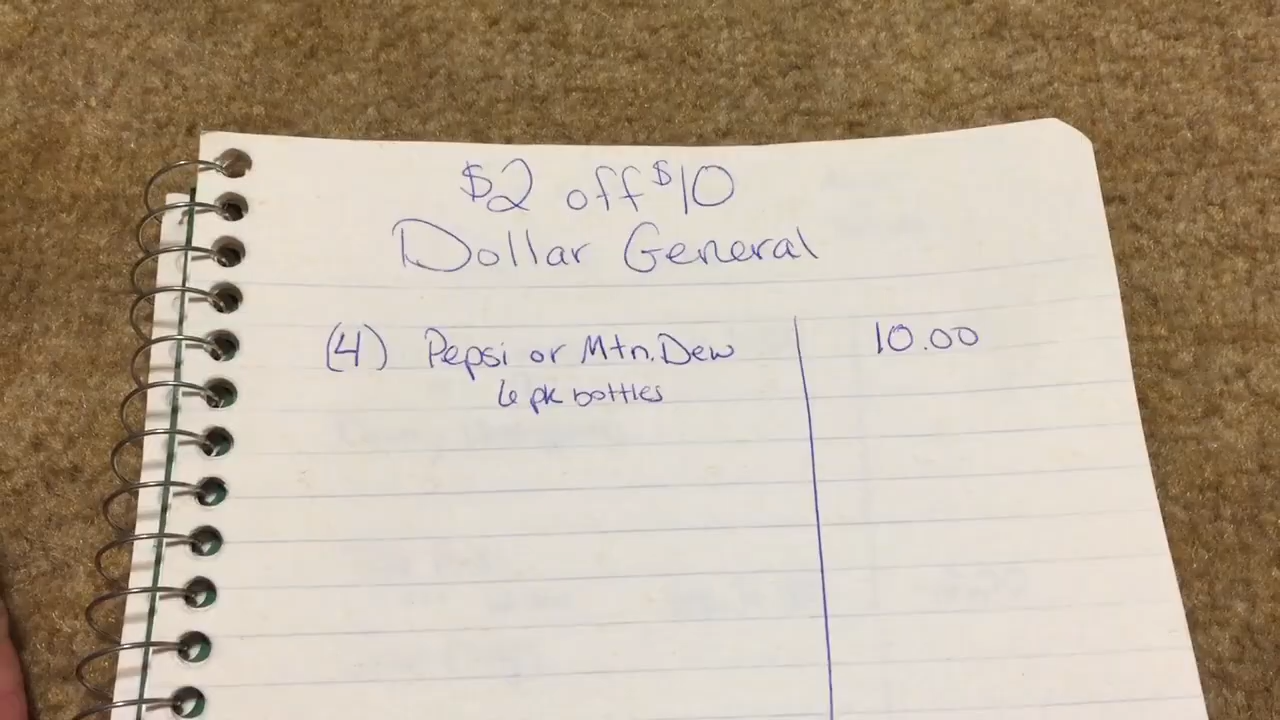 $2 off $10
Dollar General
(4) Pepsi or Mtn. Dew 10.00
6 pk bottles